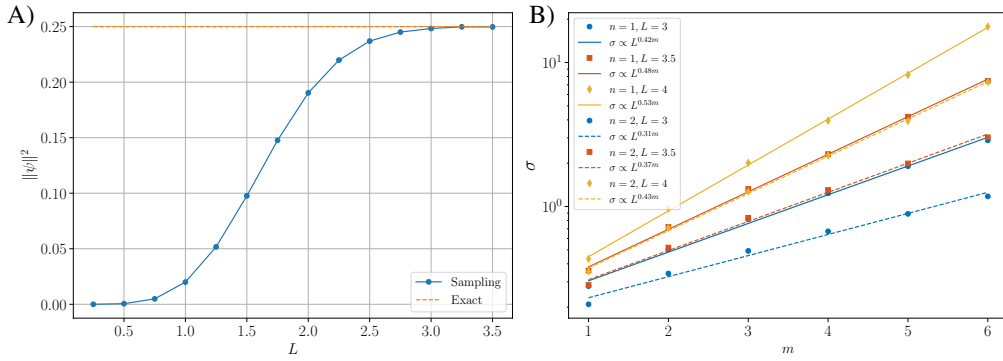 A)
0.25
0.20
0.15
0.10
0.05
0.00
‖ψ‖²
0.5 1.0 1.5 2.0 2.5 3.0 3.5
L
Sampling
Exact
B)
10¹
10⁰
σ
n = 1, L = 3
σ ∝ L^{0.42m}
n = 1, L = 3.5
σ ∝ L^{0.48m}
n = 1, L = 4
σ ∝ L^{0.53m}
n = 2, L = 3
σ ∝ L^{0.31m}
n = 2, L = 3.5
σ ∝ L^{0.37m}
n = 2, L = 4
σ ∝ L^{0.43m}
1 2 3 4 5 6
m